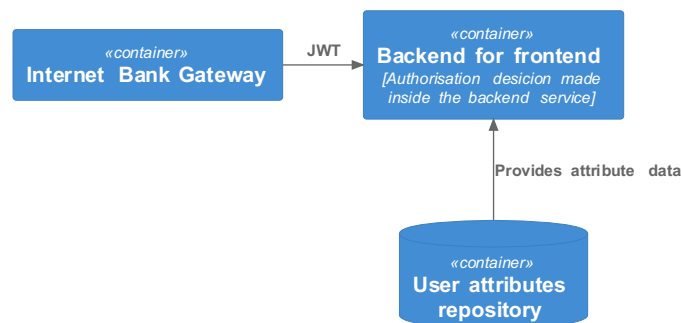 «container»
Internet Bank Gateway
JWT
«container»
Backend for frontend
[Authorisation desicion made
inside the backend service]
Provides attribute data
«container»
User attributes
repository